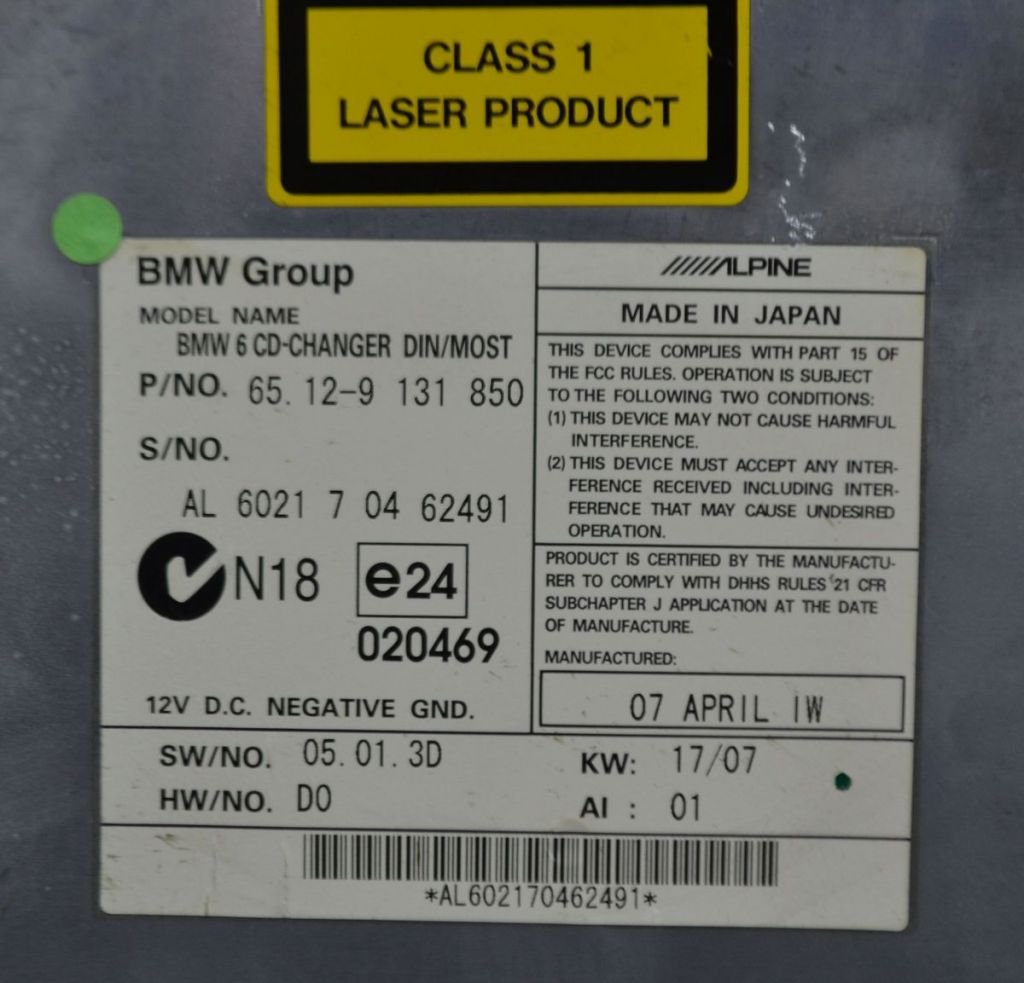 CLASS 1
LASER PRODUCT
BMW Group
MODEL NAME
BMW 6 CD-CHANGER DIN/MOST
P/NO. 65. 12-9 131 850
S/NO.
AL 6021 7 04 62491
N18 e24
020469
12V D.C. NEGATIVE GND.
ALPINE
MADE IN JAPAN
THIS DEVICE COMPLIES WITH PART 15 OF
THE FCC RULES. OPERATION IS SUBJECT
TO THE FOLLOWING TWO CONDITIONS:
(1) THIS DEVICE MAY NOT CAUSE HARMFUL
INTERFERENCE.
(2) THIS DEVICE MUST ACCEPT ANY INTER-
FERENCE RECEIVED INCLUDING INTER-
FERENCE THAT MAY CAUSE UNDESIRED
OPERATION.
PRODUCT IS CERTIFIED BY THE MANUFACTU-
RER TO COMPLY WITH DHHS RULES 21 CFR
SUBCHAPTER J APPLICATION AT THE DATE
OF MANUFACTURE.
MANUFACTURED:
07 APRIL IW
SW/NO. 05. 01. 3D KW: 17/07
HW/NO. D0 AI : 01
*AL602170462491*